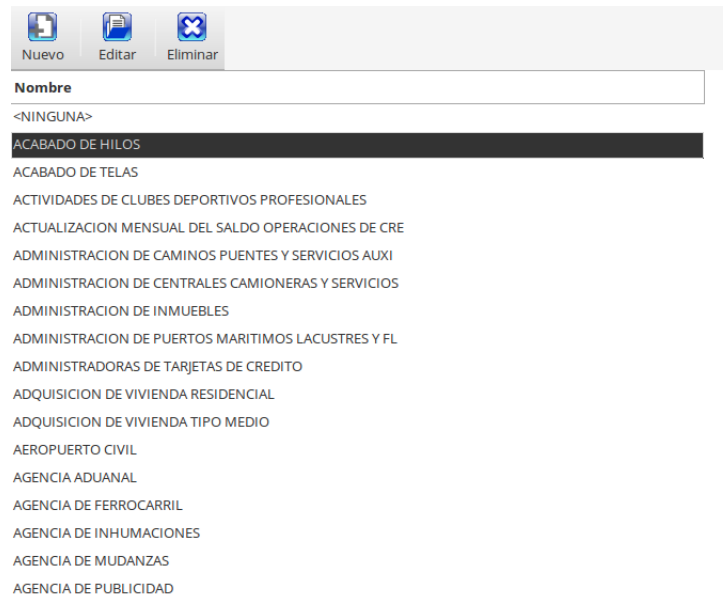 Nuevo Editar Eliminar
Nombre
<NINGUNA>
ACABADO DE HILOS
ACABADO DE TELAS
ACTIVIDADES DE CLUBES DEPORTIVOS PROFESIONALES
ACTUALIZACION MENSUAL DEL SALDO OPERACIONES DE CRE
ADMINISTRACION DE CAMINOS PUENTES Y SERVICIOS AUXI
ADMINISTRACION DE CENTRALES CAMIONERAS Y SERVICIOS
ADMINISTRACION DE INMUEBLES
ADMINISTRACION DE PUERTOS MARITIMOS LACUSTRES Y FL
ADMINISTRADORAS DE TARJETAS DE CREDITO
ADQUISICION DE VIVIENDA RESIDENCIAL
ADQUISICION DE VIVIENDA TIPO MEDIO
AEROPUERTO CIVIL
AGENCIA ADUANAL
AGENCIA DE FERROCARRIL
AGENCIA DE INHUMACIONES
AGENCIA DE MUDANZAS
AGENCIA DE PUBLICIDAD